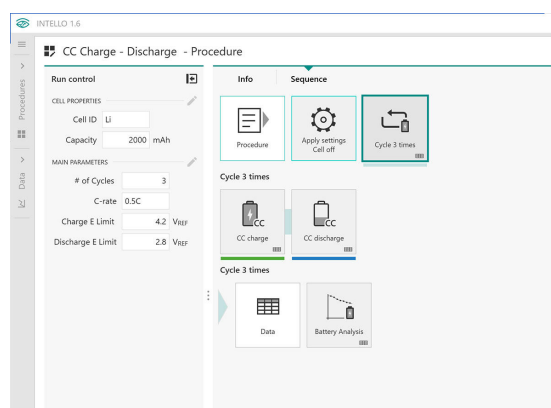 INTELLO 1.6
CC Charge - Discharge - Procedure
Procedures
Data
Run control
CELL PROPERTIES
Cell ID Li
Capacity 2000 mAh
MAIN PARAMETERS
# of Cycles 3
C-rate 0.5C
Charge E Limit 4.2 VREF
Discharge E Limit 2.8 VREF
Info Sequence
Procedure
Apply settings
Cell off
Cycle 3 times
Cycle 3 times
CC
CC
CC charge
CC discharge
Cycle 3 times
Data
Battery Analysis